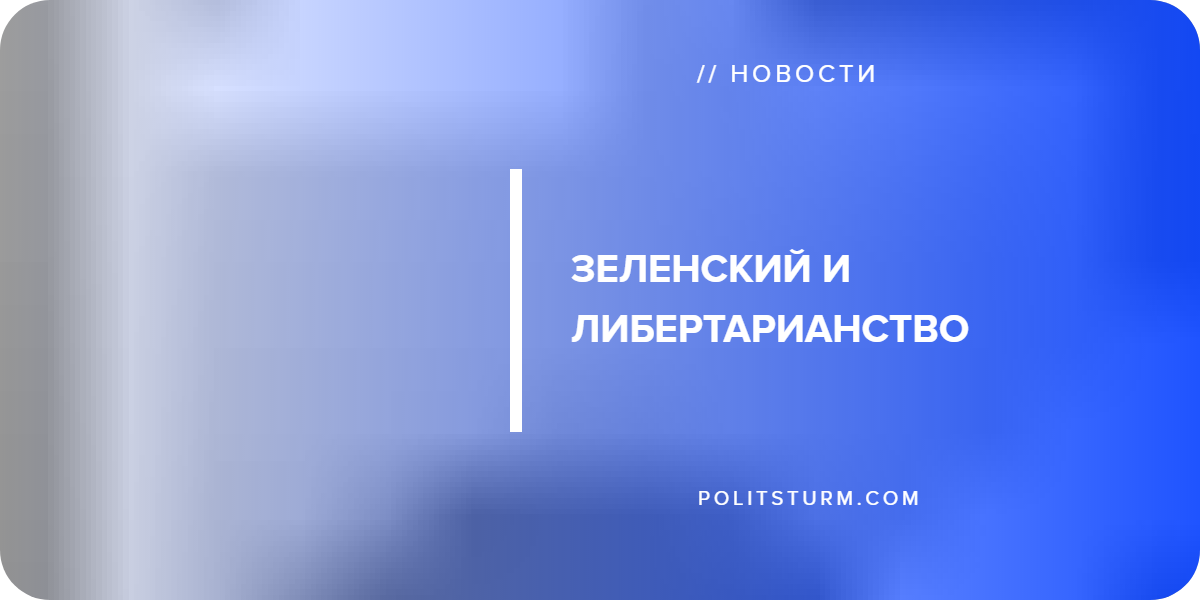 // НОВОСТИ
ЗЕЛЕНСКИЙ И
ЛИБЕРТАРИАНСТВО
POLITSTURM.COM